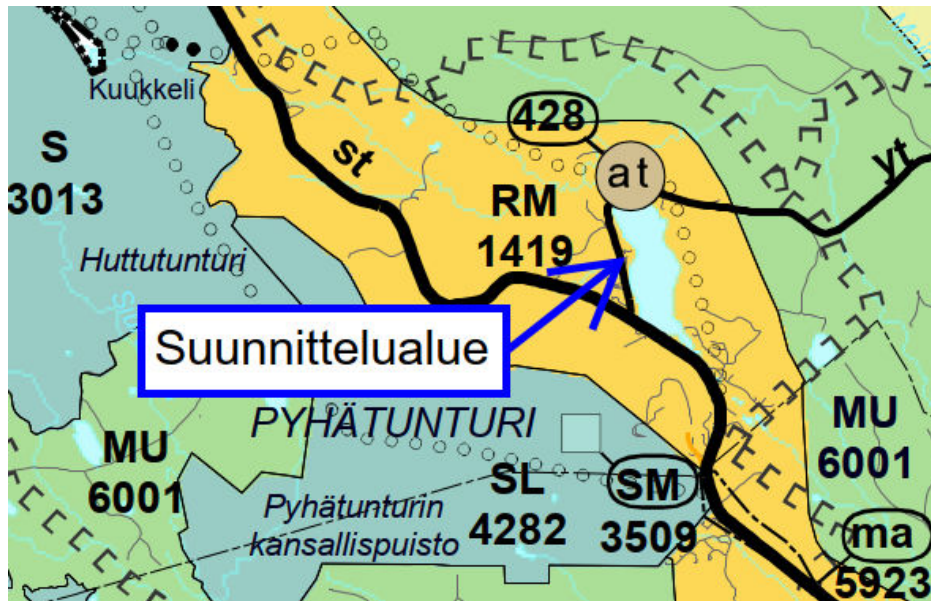 Kuukkeli
S
3013
428
at
st
yt
RM
1419
Huttutunturi
Suunnittelualue
PYHÄTUNTURI
MU
6001
MU
6001
SL
4282
SM
3509
Pyhätunturin
kansallispuisto
ma
5923